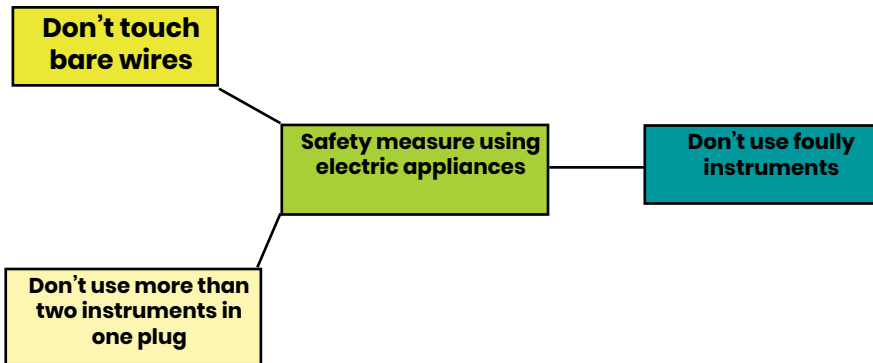 Don’t touch
bare wires
Safety measure using
electric appliances
Don’t use foully
instruments
Don’t use more than
two instruments in
one plug